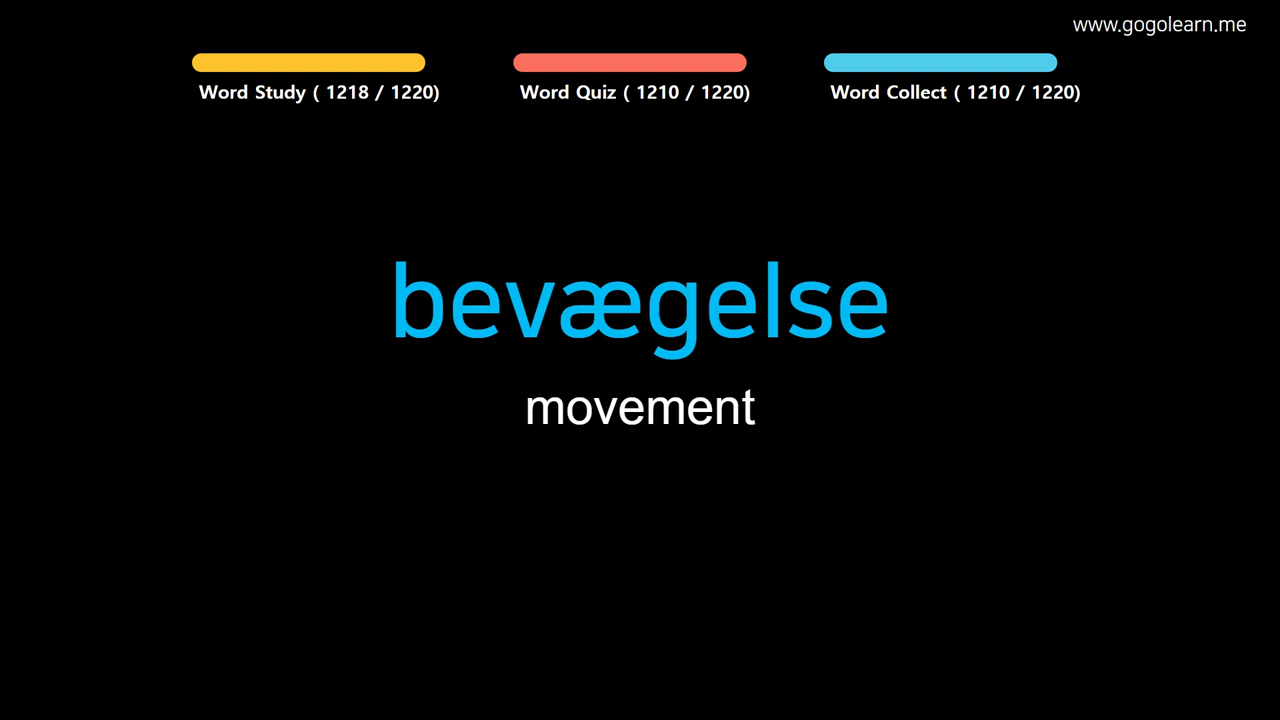 www.gogolearn.me
Word Study ( 1218 / 1220)
Word Quiz ( 1210 / 1220)
Word Collect ( 1210 / 1220)
bevægelse
movement